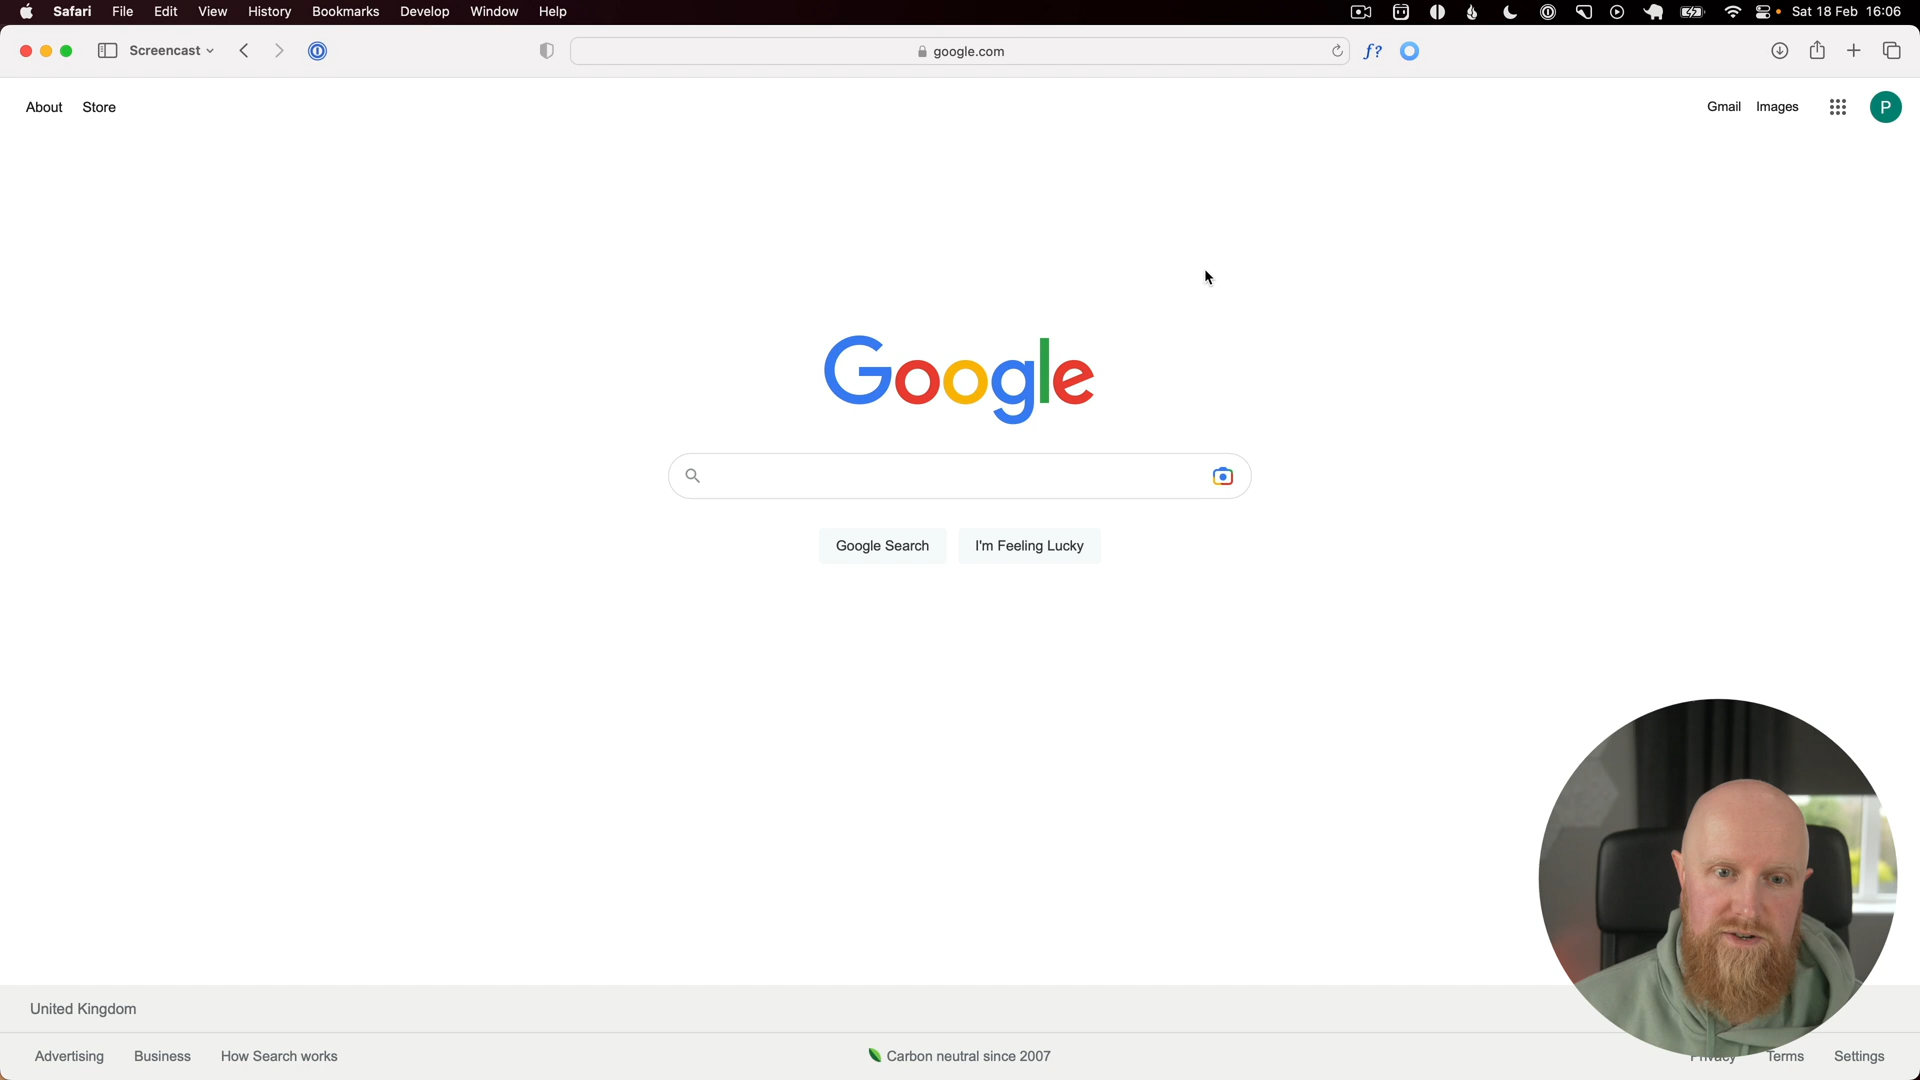 Safari File Edit View History Bookmarks Develop Window Help Sat 18 Feb 16:06
Screencast google.com f?
About Store Gmail Images P
Google
Google Search I'm Feeling Lucky
United Kingdom
Advertising Business How Search works Carbon neutral since 2007 Privacy Terms Settings